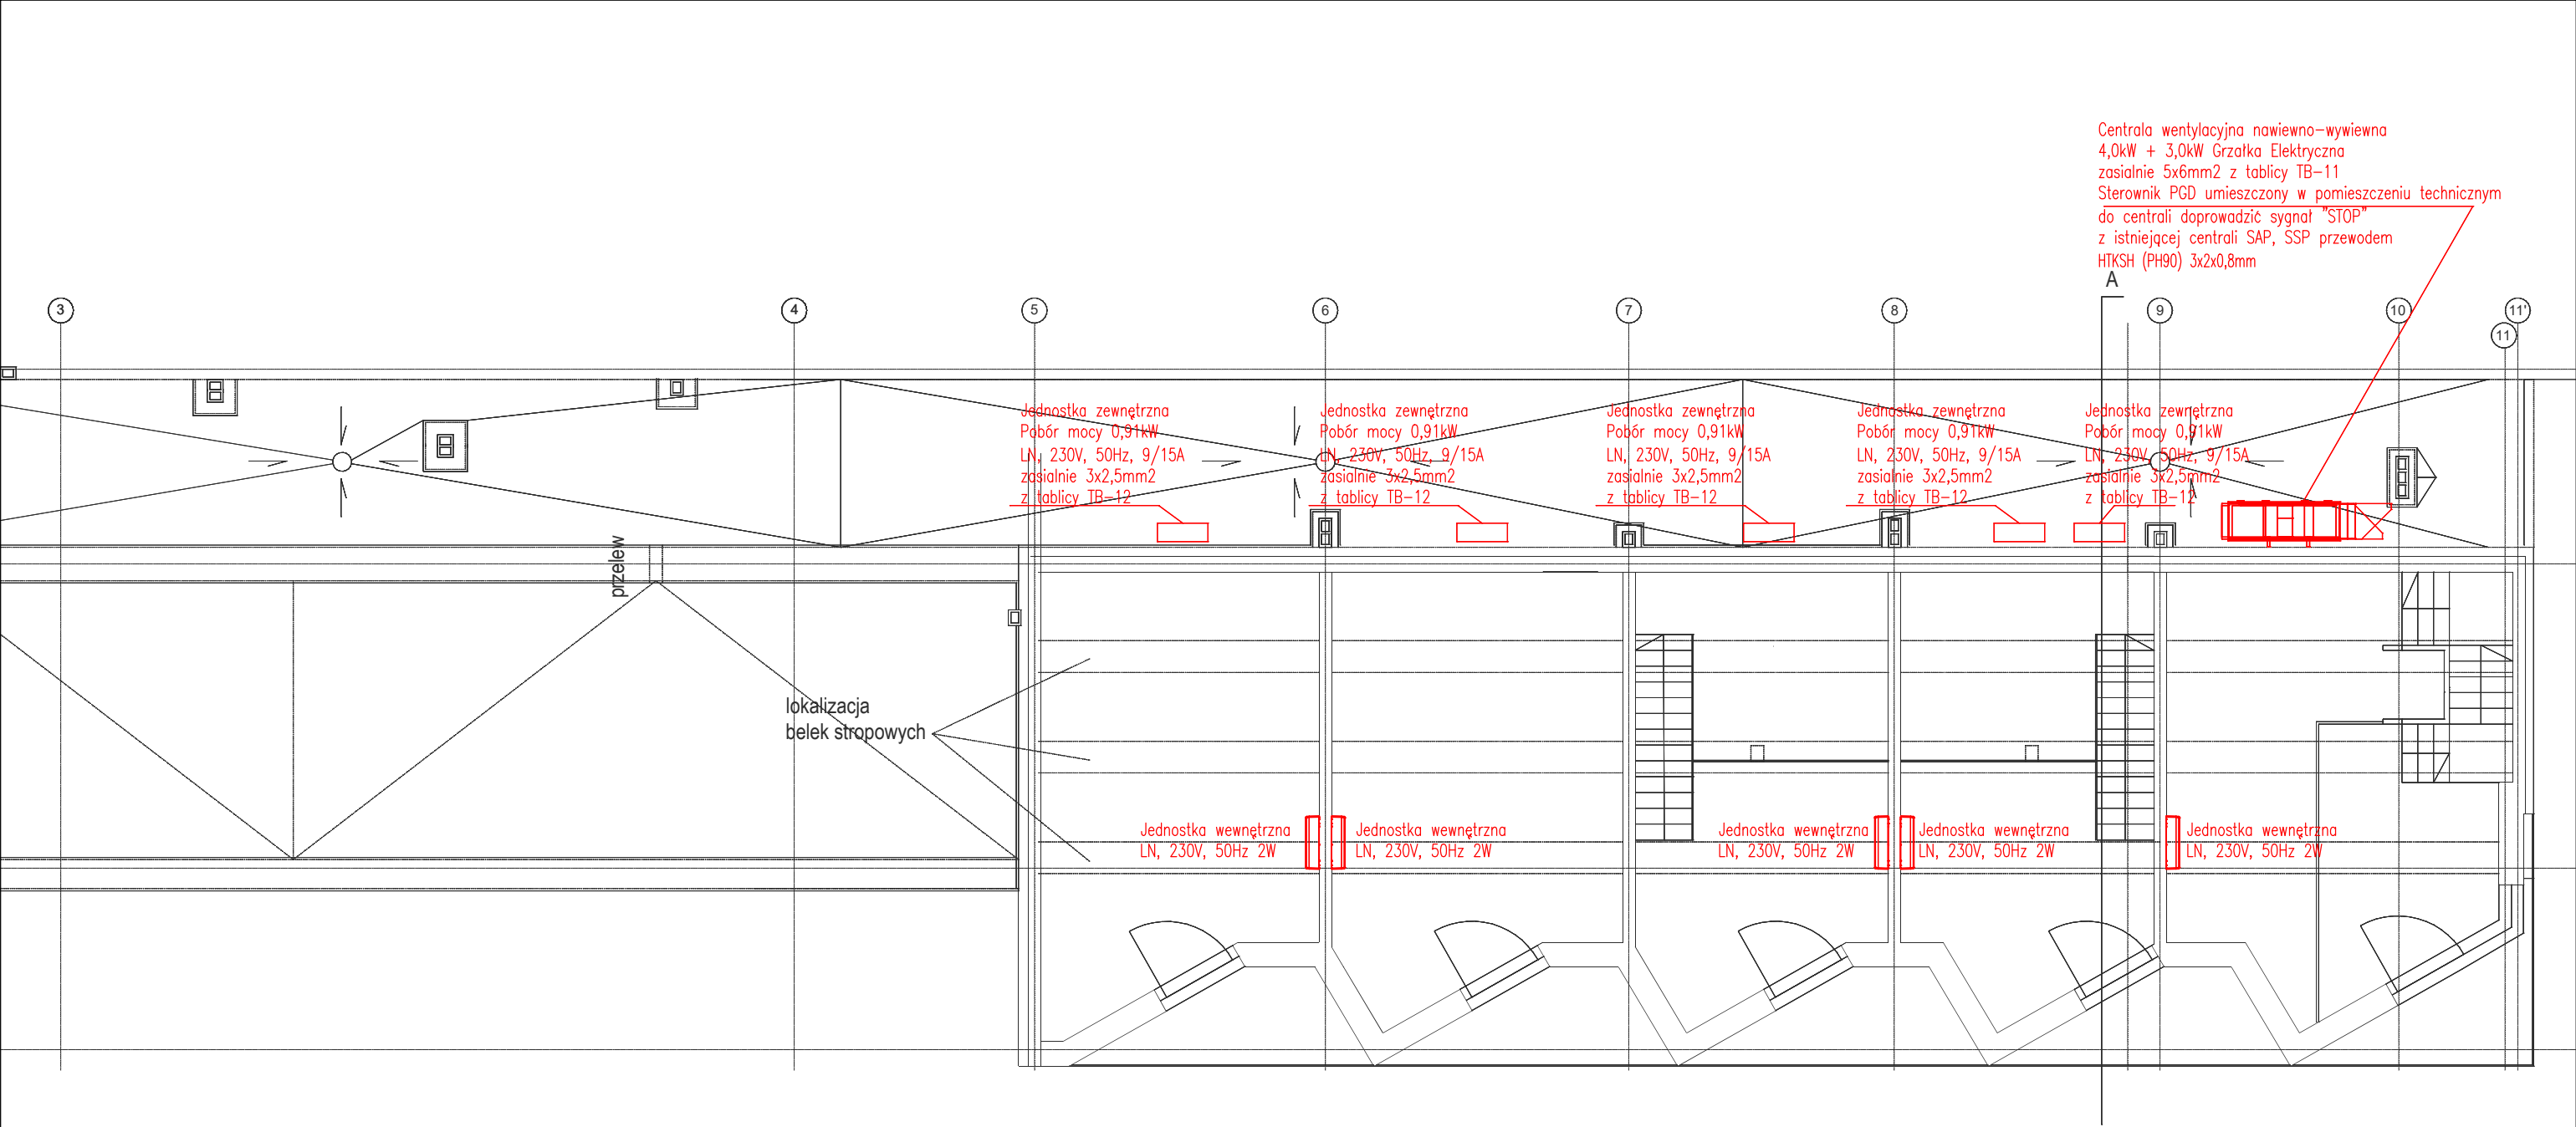 Centrala wentylacyjna nawiewno-wywiewna
4,0kW + 3,0kW Grzałka Elektryczna
zasialnie 5x6mm2 z tablicy TB-11
Sterownik PGD umieszczony w pomieszczeniu technicznym
do centrali doprowadzić sygnał "STOP"
z istniejącej centrali SAP, SSP przewodem
HTKSH (PH90) 3x2x0,8mm
A
3
4
5
6
7
8
9
10
11'
11
Jednostka zewnętrzna
Pobór mocy 0,91kW
LN, 230V, 50Hz, 9/15A
zasialnie 3x2,5mm2
z tablicy TB-12
Jednostka zewnętrzna
Pobór mocy 0,91kW
LN, 230V, 50Hz, 9/15A
zasialnie 3x2,5mm2
z tablicy TB-12
Jednostka zewnętrzna
Pobór mocy 0,91kW
LN, 230V, 50Hz, 9/15A
zasialnie 3x2,5mm2
z tablicy TB-12
Jednostka zewnętrzna
Pobór mocy 0,91kW
LN, 230V, 50Hz, 9/15A
zasialnie 3x2,5mm2
z tablicy TB-12
Jednostka zewnętrzna
Pobór mocy 0,91kW
LN, 230V, 50Hz, 9/15A
zasialnie 3x2,5mm2
z tablicy TB-12
przelew
lokalizacja
belek stropowych
Jednostka wewnętrzna
LN, 230V, 50Hz 2W
Jednostka wewnętrzna
LN, 230V, 50Hz 2W
Jednostka wewnętrzna
LN, 230V, 50Hz 2W
Jednostka wewnętrzna
LN, 230V, 50Hz 2W
Jednostka wewnętrzna
LN, 230V, 50Hz 2W